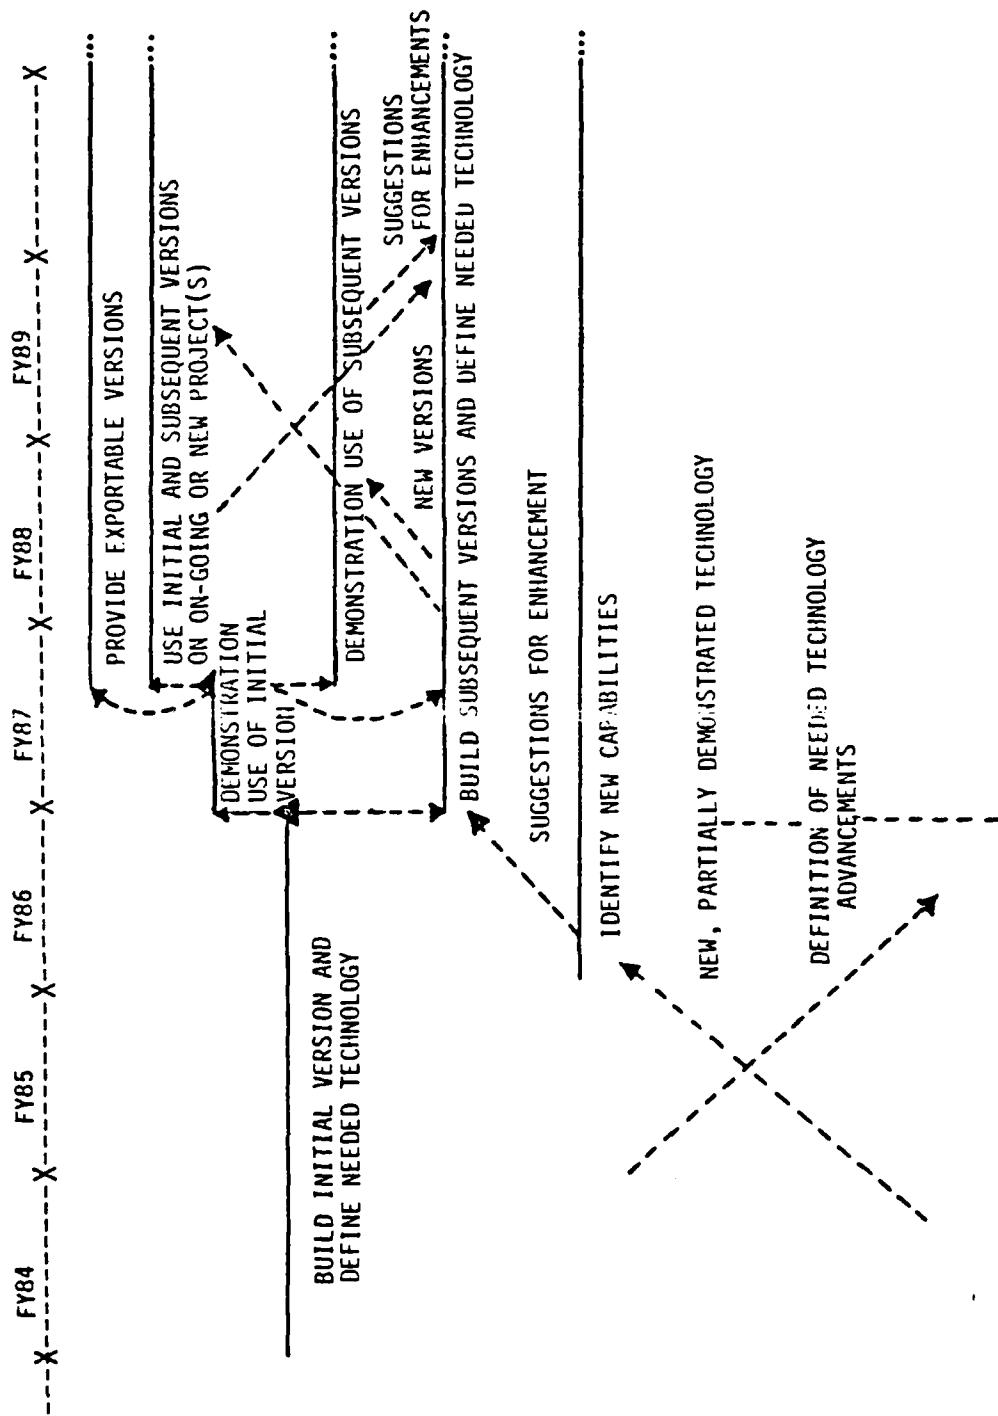 FY84 FY85 FY86 FY87 FY88 FY89
PROVIDE EXPORTABLE VERSIONS
USE INITIAL AND SUBSEQUENT VERSIONS
ON ON-GOING OR NEW PROJECT(S)
DEMONSTRATION
USE OF INITIAL
VERSION
BUILD INITIAL VERSION AND
DEFINE NEEDED TECHNOLOGY
DEMONSTRATION USE OF SUBSEQUENT VERSIONS
SUGGESTIONS
FOR ENHANCEMENTS
NEW VERSIONS
BUILD SUBSEQUENT VERSIONS AND DEFINE NEEDED TECHNOLOGY
SUGGESTIONS FOR ENHANCEMENT
IDENTIFY NEW CAPABILITIES
NEW, PARTIALLY DEMONSTRATED TECHNOLOGY
DEFINITION OF NEEDED TECHNOLOGY
ADVANCEMENTS